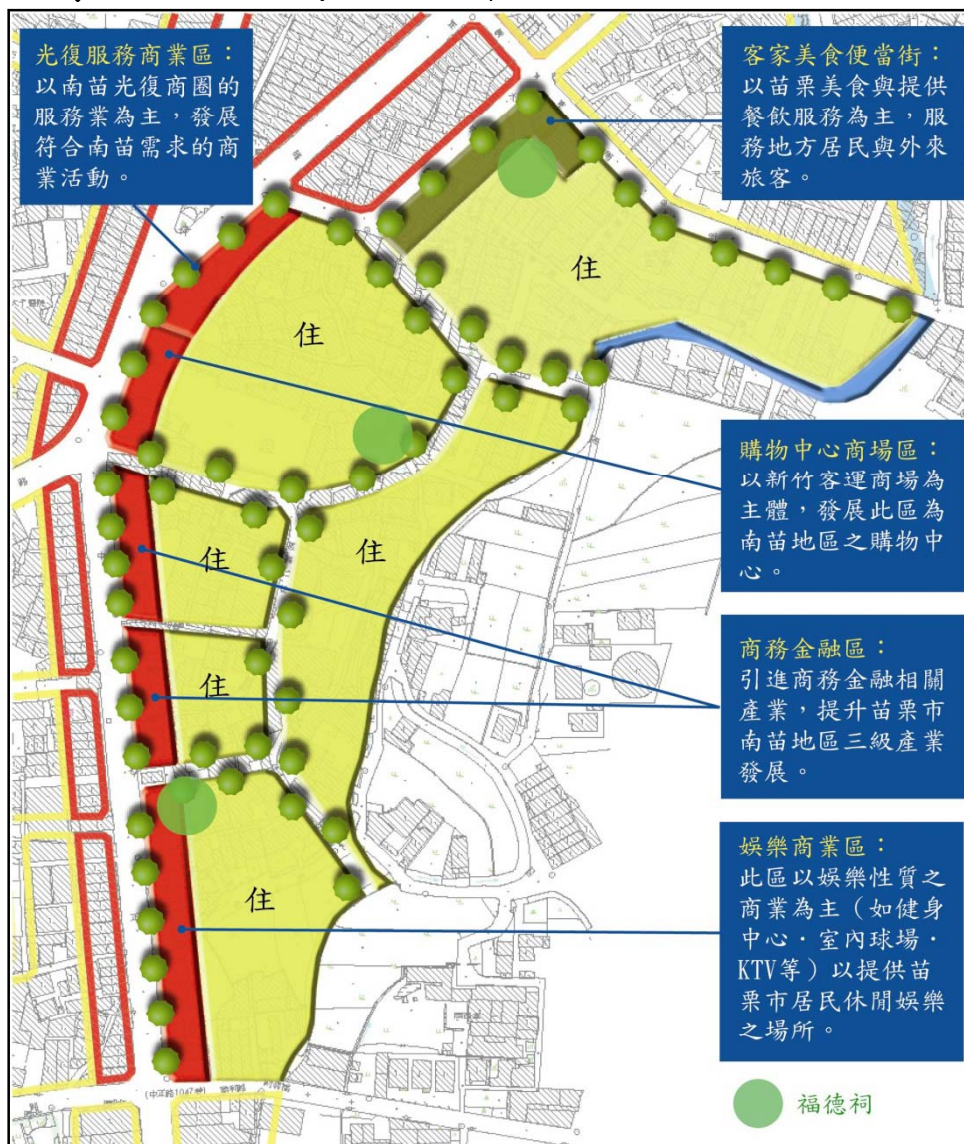 光復服務商業區：
以南苗光復商圈的
服務業為主，發展
符合南苗需求的商
業活動。
客家美食便當街：
以苗栗美食與提供
餐飲服務為主，服
務地方居民與外來
旅客。
住
住
購物中心商場區：
以新竹客運商場為
主體，發展此區為
南苗地區之購物中
心。
住
住
住
商務金融區：
引進商務金融相關
產業，提升苗栗市
南苗地區三級產業
發展。
娛樂商業區：
此區以娛樂性質之
商業為主（如健身
中心．室內球場．
KTV等）以提供苗
栗市居民休閒娛樂
之場所。
住
福德祠